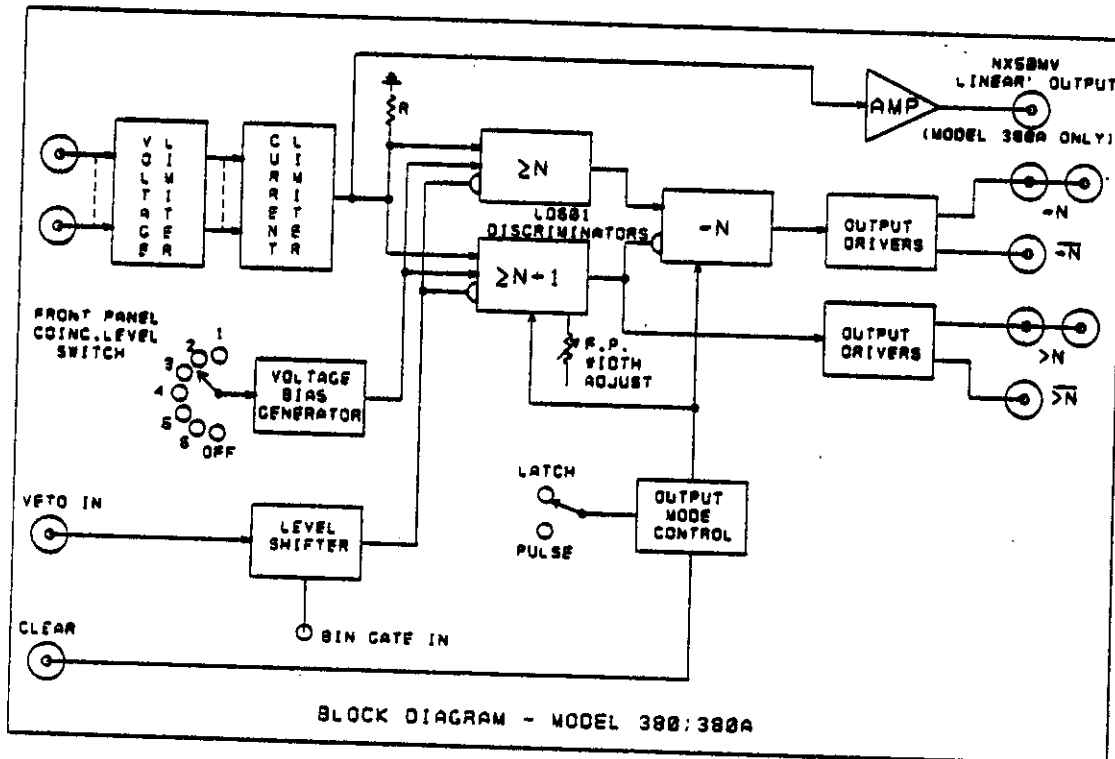 NX50MV
LINEAR' OUTPUT
AMP
(MODEL 380A ONLY)
R
VOLTAGE
LIMITER
CURRENT
LIMITER
≥N
LD601
DISCRIMINATORS
≥N+1
=N
OUTPUT
DRIVERS
=N
=N̅
OUTPUT
DRIVERS
>N
>N̅
F.P.
WIDTH
ADJUST
FRONT PANEL
COINC.LEVEL
SWITCH
1
2
3
4
5
6
OFF
VOLTAGE
BIAS
GENERATOR
LATCH
PULSE
OUTPUT
MODE
CONTROL
VETO IN
LEVEL
SHIFTER
BIN GATE IN
CLEAR
BLOCK DIAGRAM - MODEL 380;380A